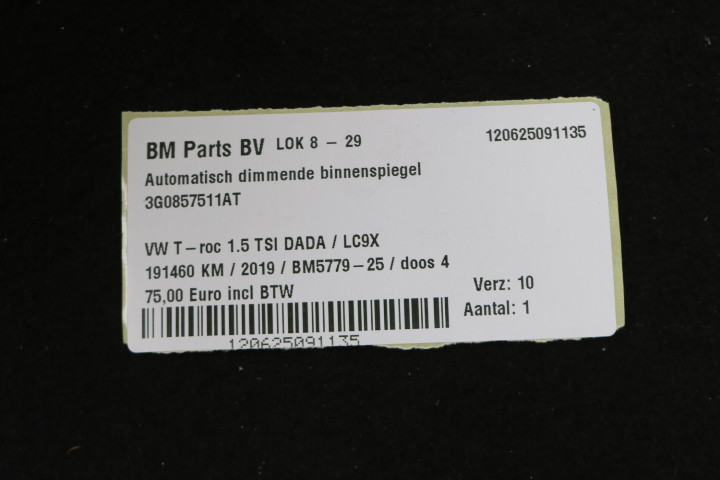 BM Parts BV LOK 8 - 29 120625091135
Automatisch dimmende binnenspiegel
3G0857511AT
VW T-roc 1.5 TSI DADA / LC9X
191460 KM / 2019 / BM5779-25 / doos 4
75,00 Euro incl BTW Verz: 10
Aantal: 1
120625091135